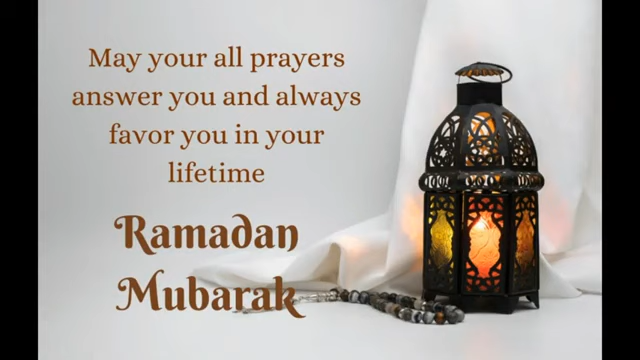 May your all prayers
answer you and always
favor you in your
lifetime
Ramadan
Mubarak